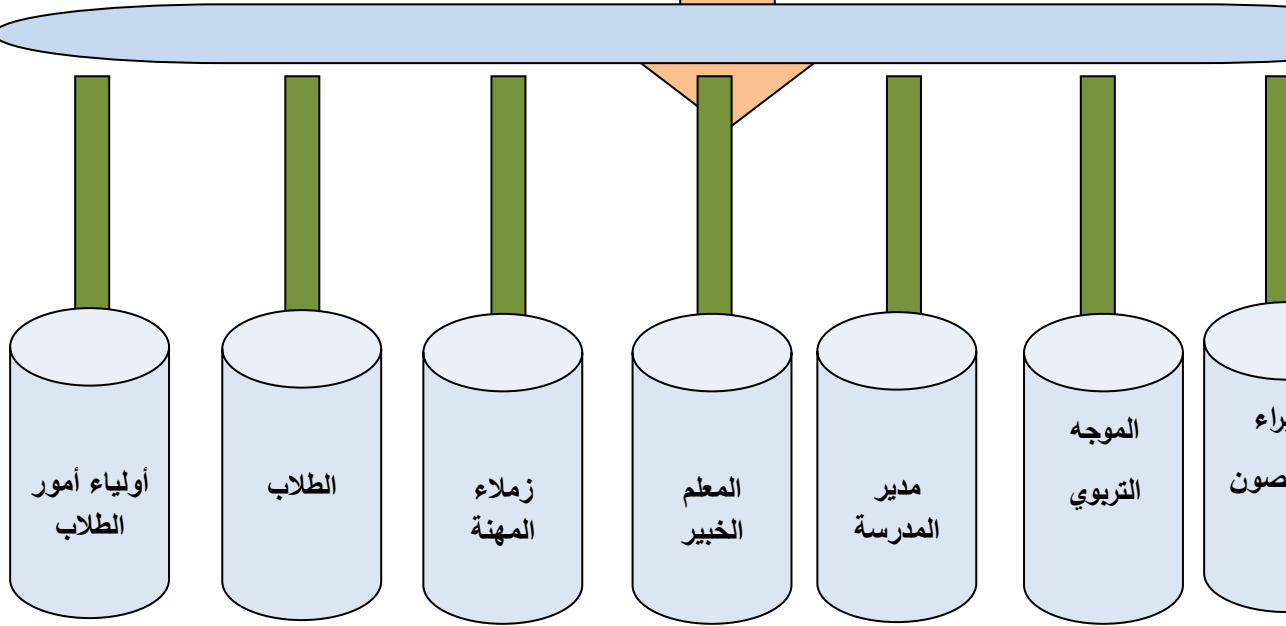 الموجه
التربوي
مدير
المدرسة
المعلم
الخبير
زملاء
المهنة
الطلاب
أولياء أمور
الطلاب